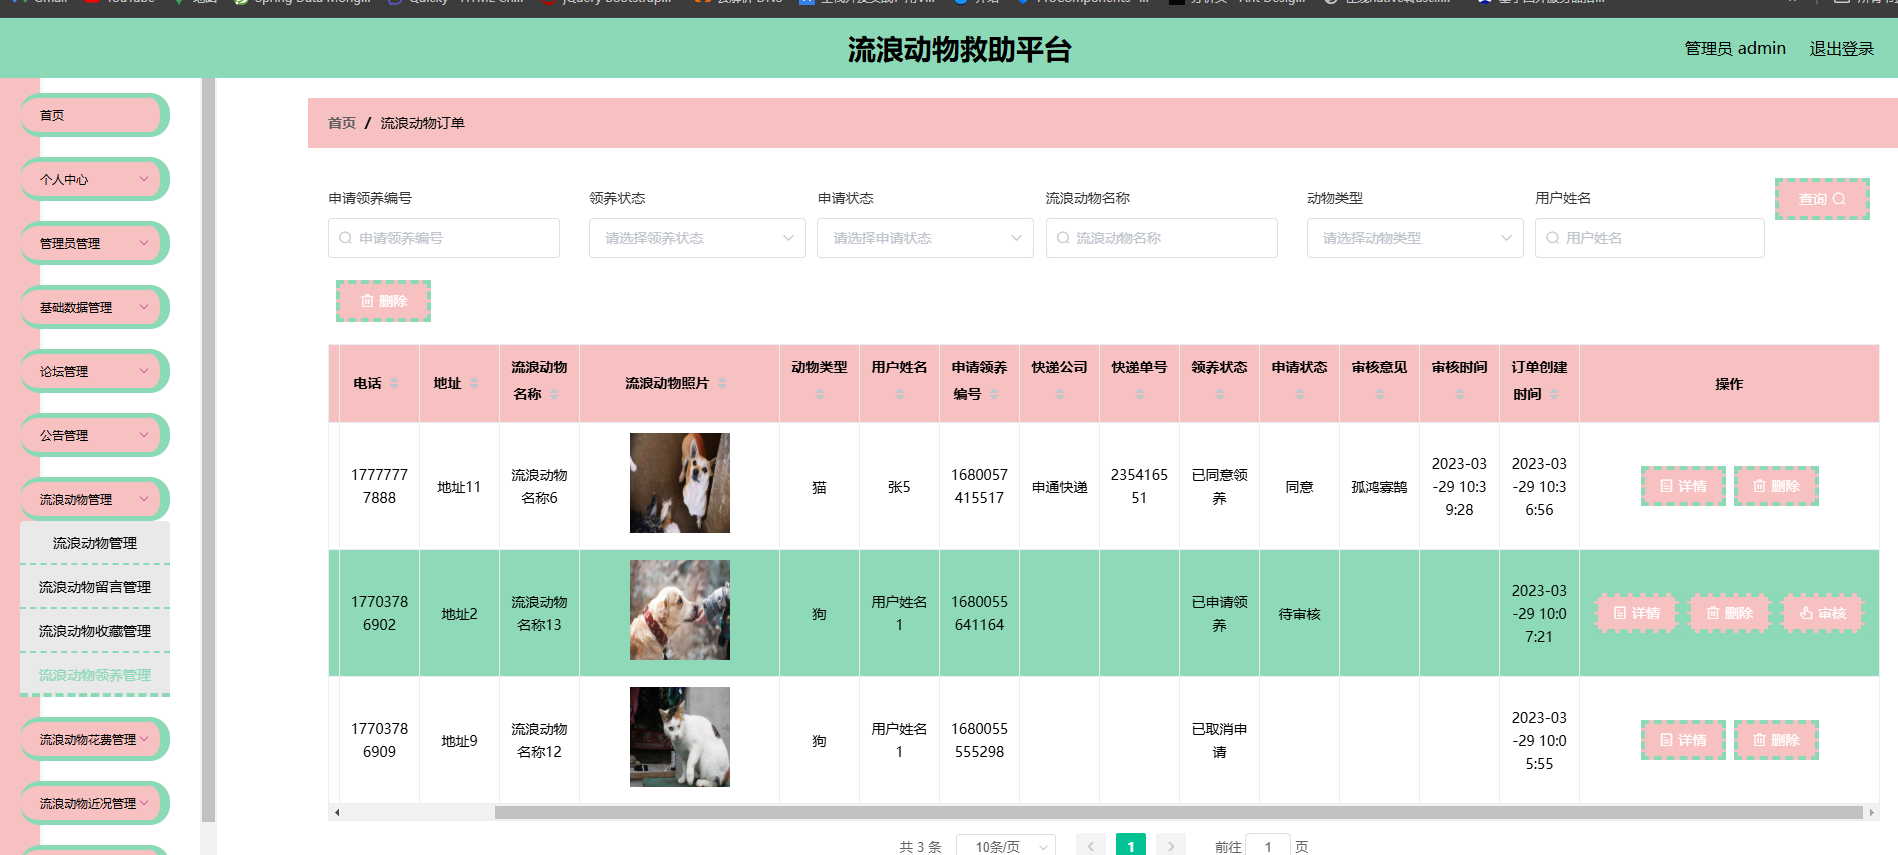 流浪动物救助平台
管理员 admin
退出登录
首页
个人中心
管理员管理
基础数据管理
论坛管理
公告管理
流浪动物管理
流浪动物管理
流浪动物留言管理
流浪动物收藏管理
流浪动物领养管理
流浪动物花费管理
流浪动物近况管理
首页 / 流浪动物订单
申请领养编号 领养状态 申请状态 流浪动物名称 动物类型 用户姓名
申请领养编号 请选择领养状态 请选择申请状态 流浪动物名称 请选择动物类型 用户姓名
查询
删除
电话 地址 流浪动物名称 流浪动物照片 动物类型 用户姓名 申请领养编号 快递公司 快递单号 领养状态 申请状态 审核意见 审核时间 订单创建时间 操作
17777777888 地址11 流浪动物名称6 猫 张5 1680057415517 申通快递 235416551 已同意领养 同意 孤鸿寡鹄 2023-03-29 10:39:28 2023-03-29 10:36:56 详情 删除
17703786902 地址2 流浪动物名称13 狗 用户姓名1 1680055641164 已申请领养 待审核 2023-03-29 10:07:21 详情 删除 审核
17703786909 地址9 流浪动物名称12 狗 用户姓名1 1680055555298 已取消申请 2023-03-29 10:05:55 详情 删除
共 3 条 10条/页 1 前往 1 页